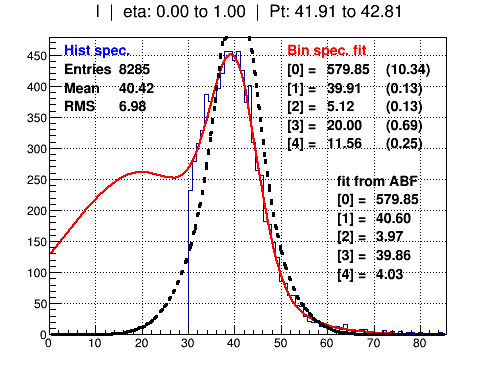 I | eta: 0.00 to 1.00 | Pt: 41.91 to 42.81
Hist spec.
Entries 8285
Mean 40.42
RMS 6.98
Bin spec. fit
[0] = 579.85 (10.34)
[1] = 39.91 (0.13)
[2] = 5.12 (0.13)
[3] = 20.00 (0.69)
[4] = 11.56 (0.25)
fit from ABF
[0] = 579.85
[1] = 40.60
[2] = 3.97
[3] = 39.86
[4] = 4.03
450
400
350
300
250
200
150
100
50
0
0 10 20 30 40 50 60 70 80